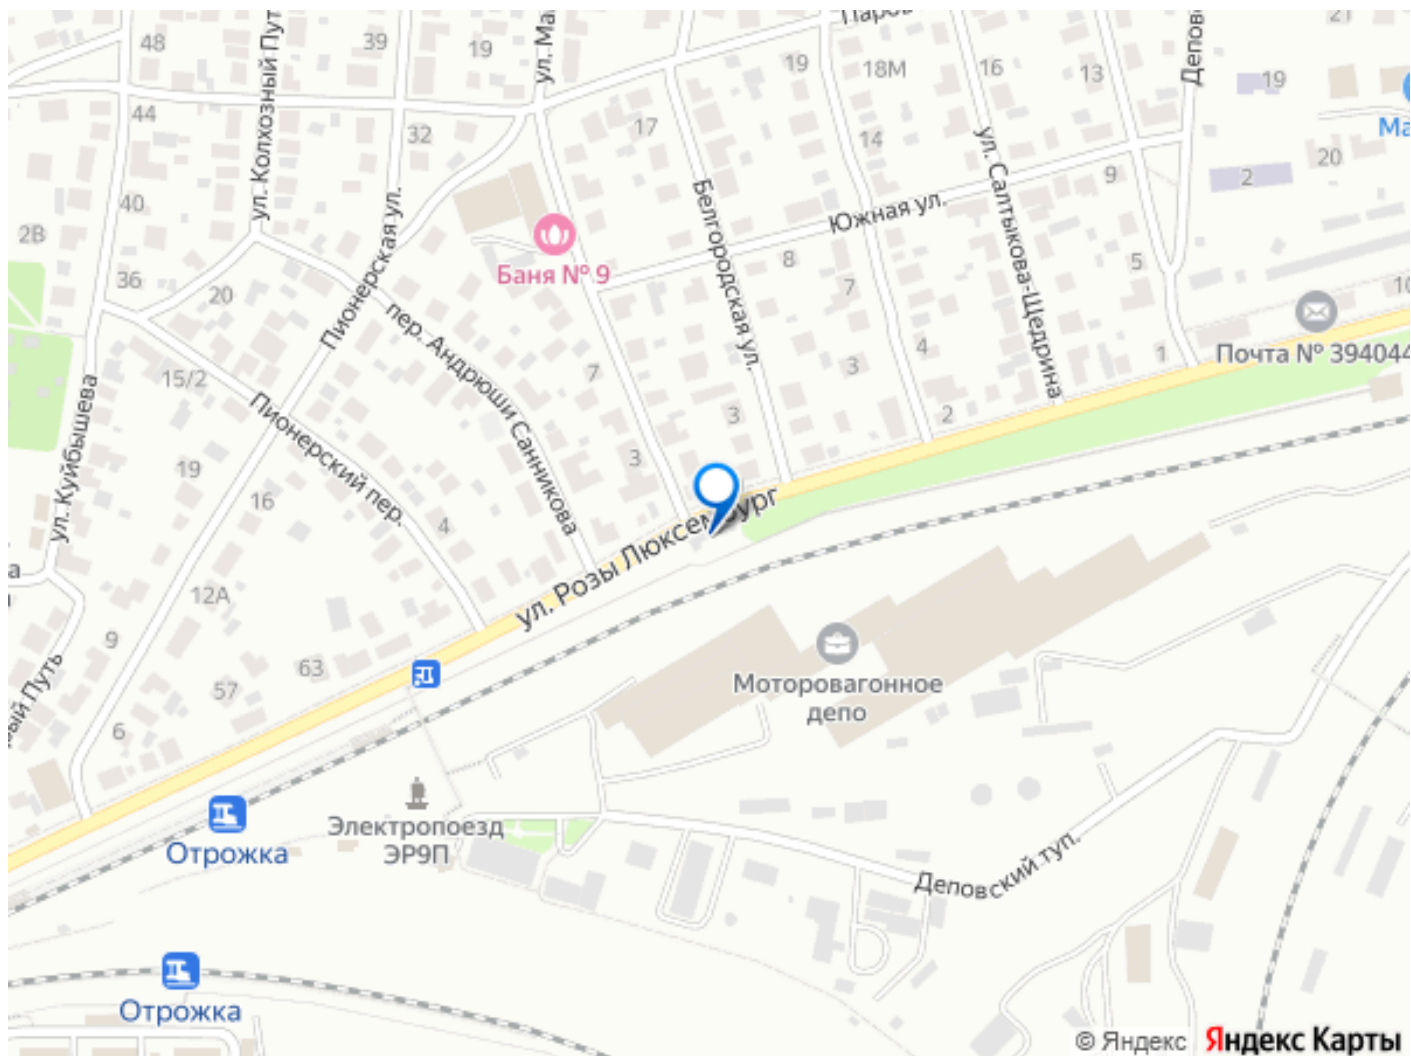 48
39
19
ул. Ма
Паров
21
Депов
19
18М
16
13
19
Ма
44
ул. Колхозный Пут
32
17
14
ул. Салтыкова-Щедрина
20
2
9
40
2В
Пионерская ул.
Белгородская ул.
Южная ул.
Баня № 9
8
5
36
20
7
10
пер. Андрюши Санникова
4
1
Почта № 394044
15/2
7
3
Пионерский пер.
3
2
ул. Куйбышева
19
3
16
4
ул. Розы Люксембург
а
12А
9
63
57
Моторовагонное
депо
вый Путь
6
Электропоезд
ЭР9П
Отрожка
Деповский туп.
Отрожка
© Яндекс
Яндекс Карты